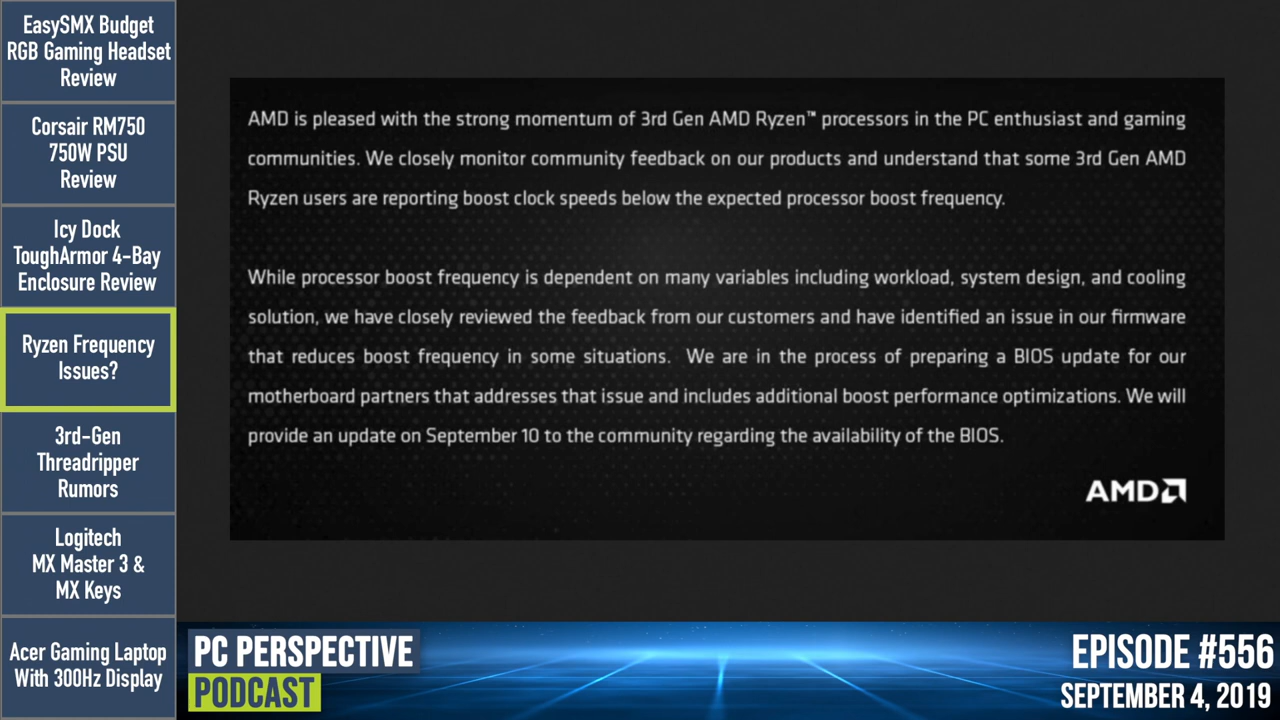 EasySMX Budget
RGB Gaming Headset
Review
Corsair RM750
750W PSU
Review
Icy Dock
ToughArmor 4-Bay
Enclosure Review
Ryzen Frequency
Issues?
3rd-Gen
Threadripper
Rumors
Logitech
MX Master 3 &
MX Keys
Acer Gaming Laptop
With 300Hz Display
AMD is pleased with the strong momentum of 3rd Gen AMD Ryzen™ processors in the PC enthusiast and gaming
communities. We closely monitor community feedback on our products and understand that some 3rd Gen AMD
Ryzen users are reporting boost clock speeds below the expected processor boost frequency.
While processor boost frequency is dependent on many variables including workload, system design, and cooling
solution, we have closely reviewed the feedback from our customers and have identified an issue in our firmware
that reduces boost frequency in some situations. We are in the process of preparing a BIOS update for our
motherboard partners that addresses that issue and includes additional boost performance optimizations. We will
provide an update on September 10 to the community regarding the availability of the BIOS.
AMD
PC PERSPECTIVE
PODCAST
EPISODE #556
SEPTEMBER 4, 2019